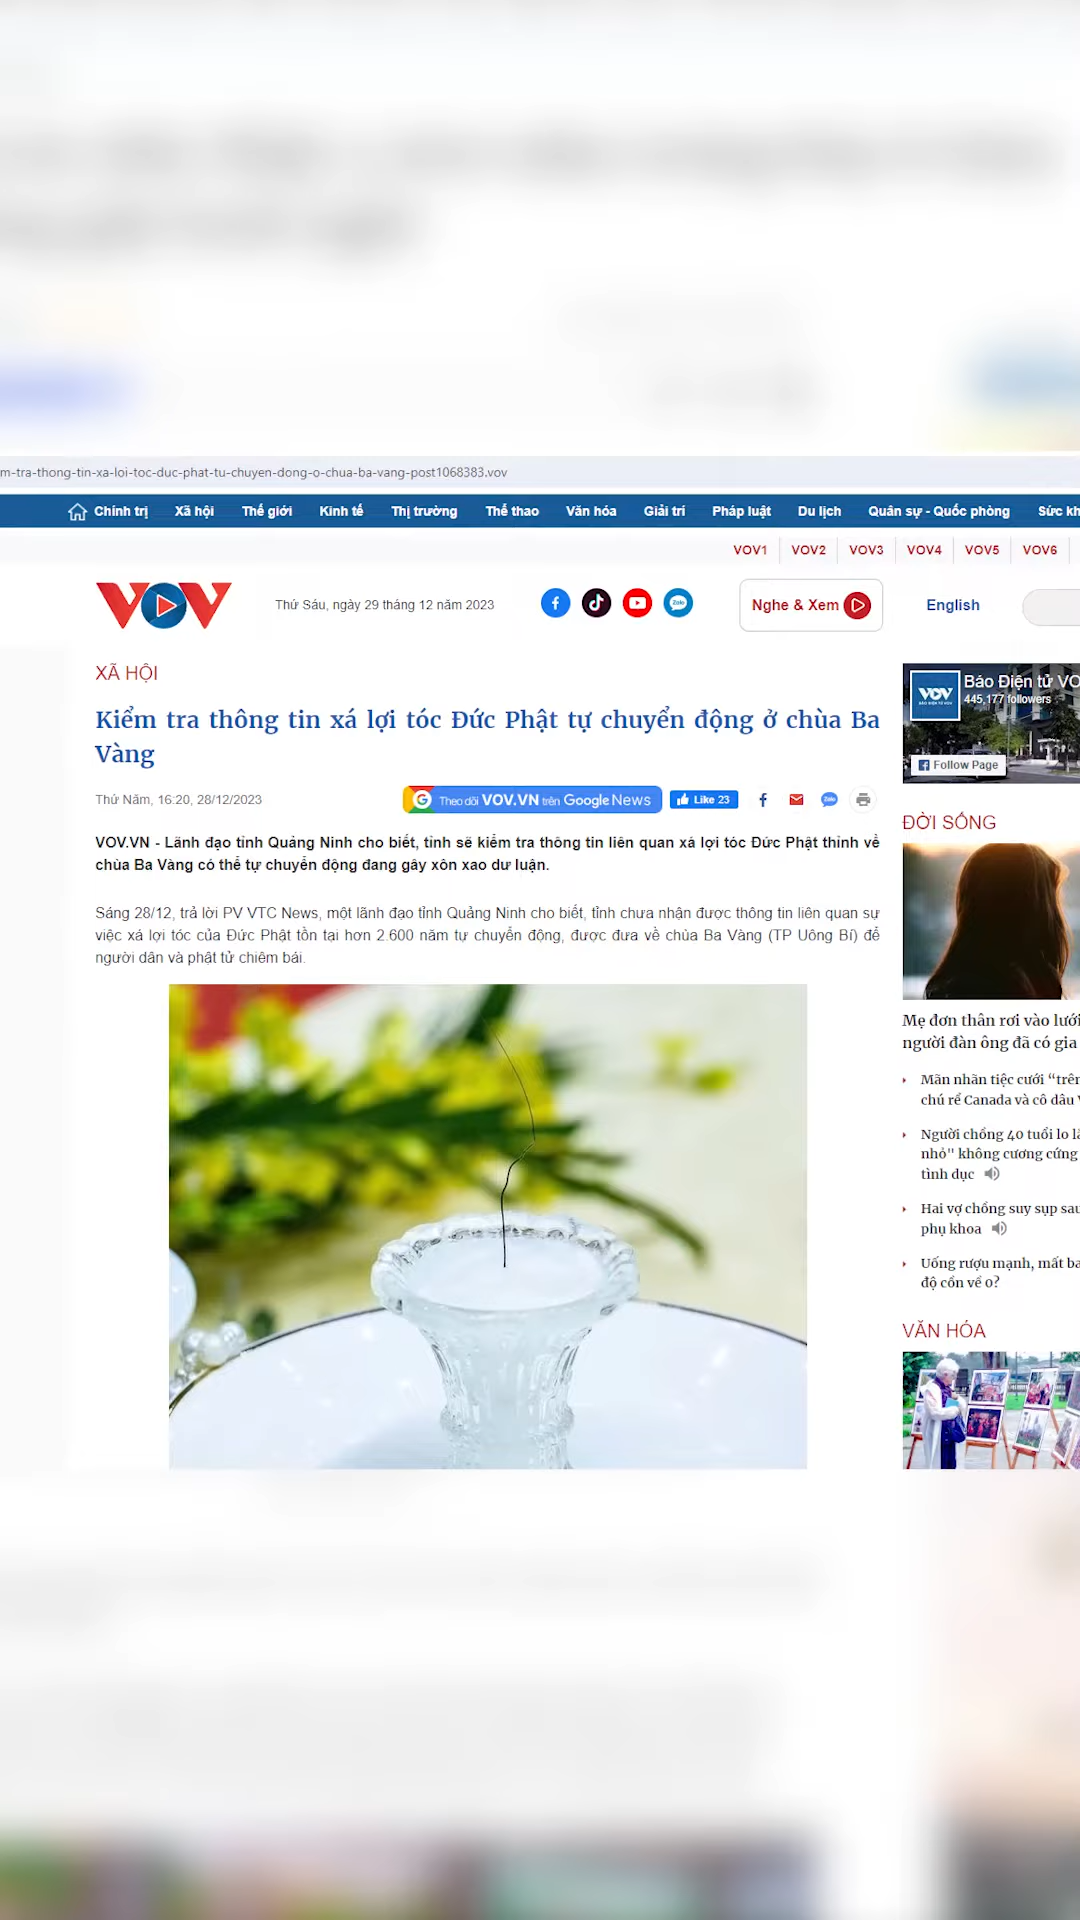 m-tra-thong-tin-xa-loi-toc-duc-phat-tu-chuyen-dong-o-chua-ba-vang-post1068383.vov
Chính trị Xã hội Thế giới Kinh tế Thị trường Thể thao Văn hóa Giải trí Pháp luật Du lịch Quân sự - Quốc phòng Sức kh
VOV1 VOV2 VOV3 VOV4 VOV5 VOV6
VOV Thứ Sáu, ngày 29 tháng 12 năm 2023 Zalo Nghe & Xem English
XÃ HỘI
Kiểm tra thông tin xá lợi tóc Đức Phật tự chuyển động ở chùa Ba
Vàng
Thứ Năm, 16:20, 28/12/2023 Theo dõi VOV.VN trên Google News Like 23 Zalo
VOV.VN - Lãnh đạo tỉnh Quảng Ninh cho biết, tỉnh sẽ kiểm tra thông tin liên quan xá lợi tóc Đức Phật thỉnh về
chùa Ba Vàng có thể tự chuyển động đang gây xôn xao dư luận.
Sáng 28/12, trả lời PV VTC News, một lãnh đạo tỉnh Quảng Ninh cho biết, tỉnh chưa nhận được thông tin liên quan sự
việc xá lợi tóc của Đức Phật tồn tại hơn 2.600 năm tự chuyển động, được đưa về chùa Ba Vàng (TP Uông Bí) để
người dân và phật tử chiêm bái.
VOV
BÁO ĐIỆN TỬ VOV
Báo Điện tử VO
445,177 followers
Follow Page
ĐỜI SỐNG
Mẹ đơn thân rơi vào lưới
người đàn ông đã có gia
Mãn nhãn tiệc cưới “trên
chú rể Canada và cô dâu V
Người chồng 40 tuổi lo lắ
nhỏ" không cương cứng
tình dục
Hai vợ chồng suy sụp sau
phụ khoa
Uống rượu mạnh, mất ba
độ cồn về 0?
VĂN HÓA